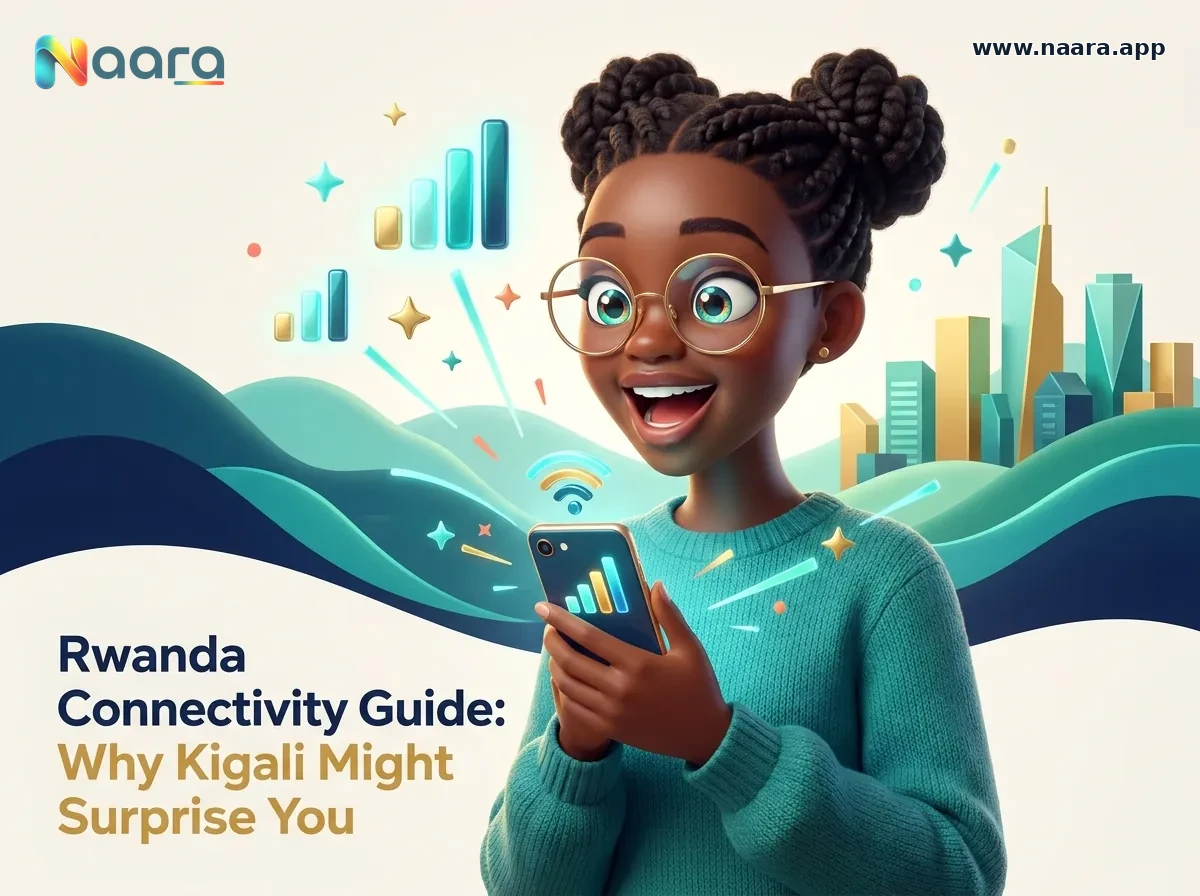 Naara
www.naara.app
Rwanda
Connectivity Guide:
Why Kigali Might
Surprise You